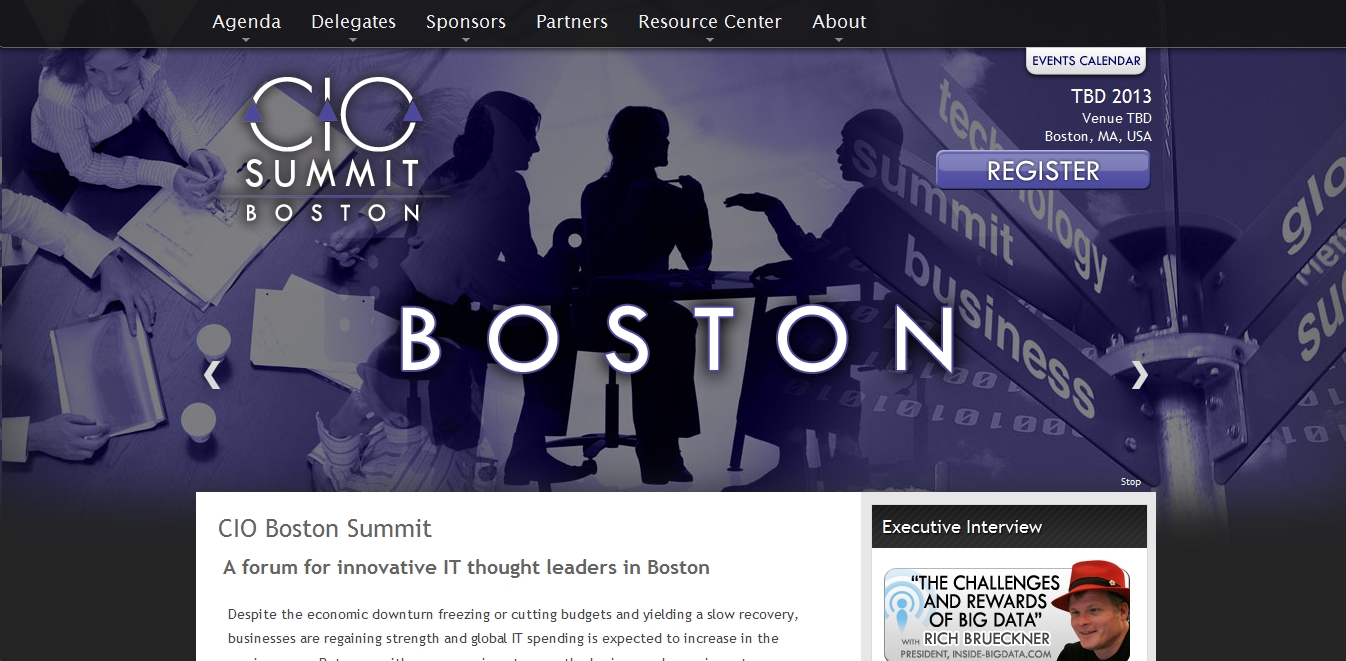 Agenda Delegates Sponsors Partners Resource Center About
EVENTS CALENDAR
TBD 2013
Venue TBD
Boston, MA, USA
REGISTER
CIO
SUMMIT
BOSTON
technology
summit
business
BOSTON
Stop
CIO Boston Summit
A forum for innovative IT thought leaders in Boston
Despite the economic downturn freezing or cutting budgets and yielding a slow recovery,
businesses are regaining strength and global IT spending is expected to increase in the
Executive Interview
“THE CHALLENGES
AND REWARDS
OF BIG DATA”
WITH RICH BRUECKNER
PRESIDENT, INSIDE-BIGDATA.COM